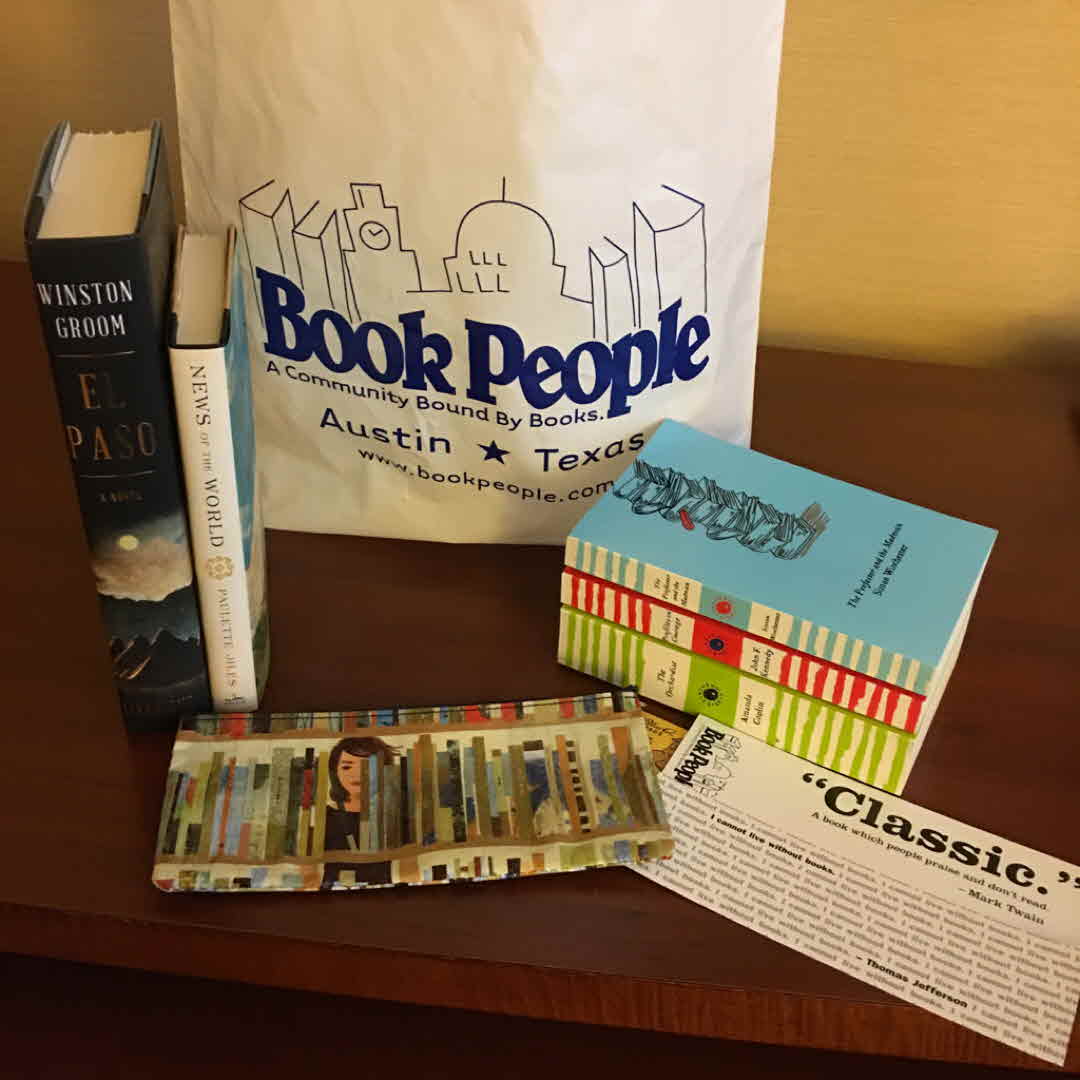 Book People
A Community Bound By Books.
Austin ★ Texas
www.bookpeople.com
WINSTON
GROOM
EL
PASO
A NOVEL
NEWS OF THE WORLD
PAULETTE JILES
The Professor and the Madman
Simon Winchester
The
Professor
and the
Madman
Simon
Winchester
Profiles in
Courage
John F.
Kennedy
The
Orchardist
Amanda
Coplin
BookPeople
"Classic."
A book which people praise and don't read.
– Mark Twain
I cannot live without books.
– Thomas Jefferson